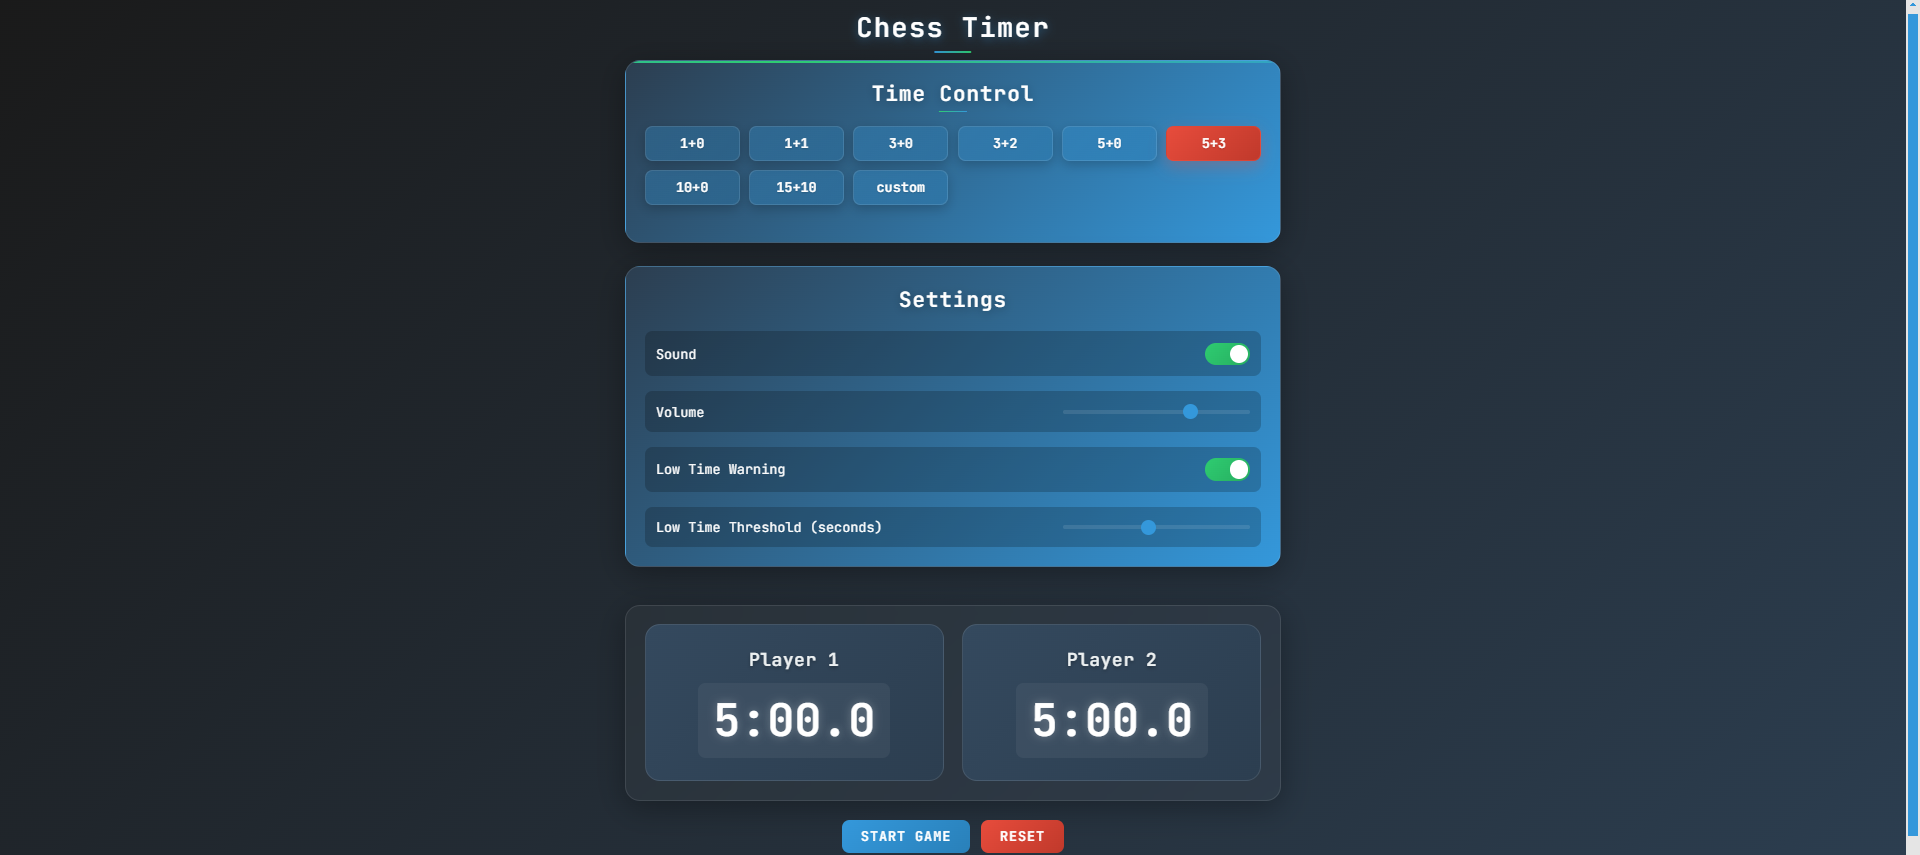 Chess Timer
Time Control
1+0 1+1 3+0 3+2 5+0 5+3
10+0 15+10 custom
Settings
Sound
Volume
Low Time Warning
Low Time Threshold (seconds)
Player 1 Player 2
5:00.0 5:00.0
START GAME RESET